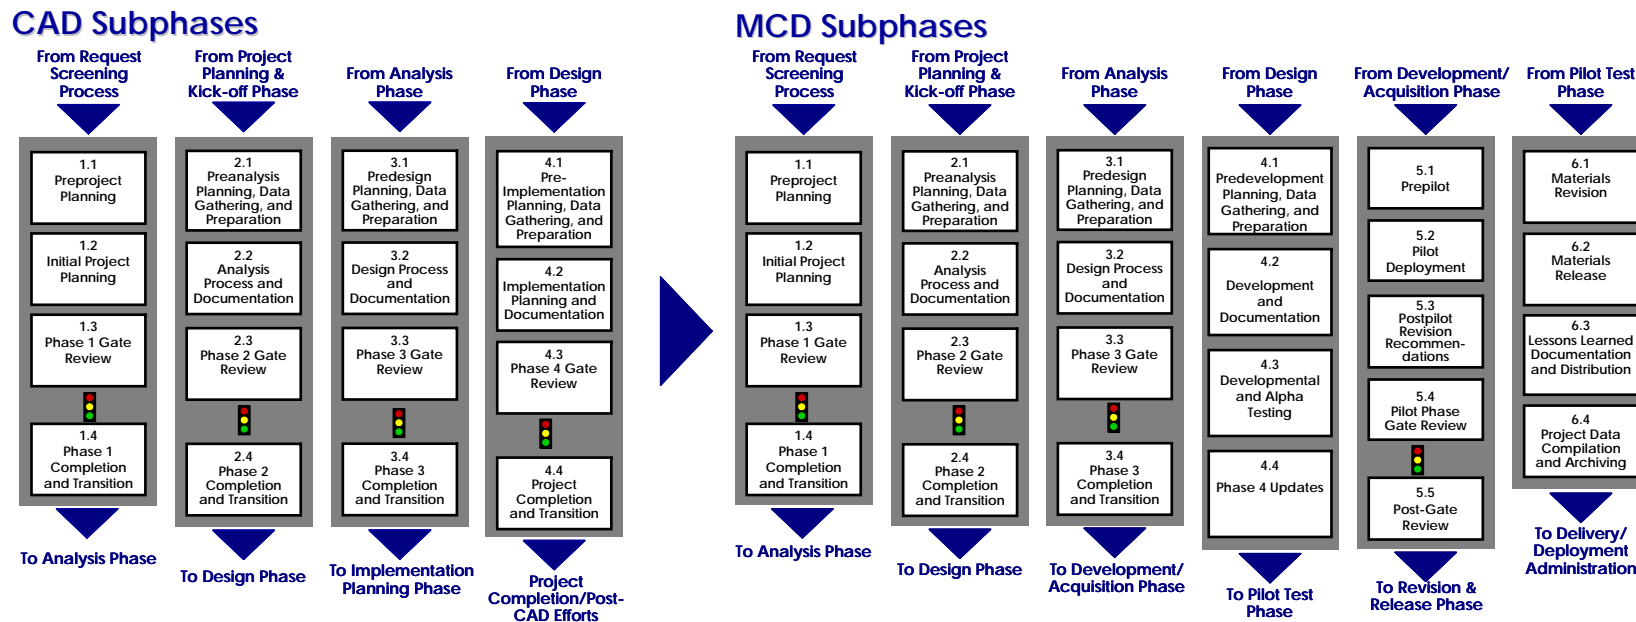 CAD Subphases
From Request
Screening
Process
1.1
Preproject
Planning
1.2
Initial Project
Planning
1.3
Phase 1 Gate
Review
1.4
Phase 1
Completion
and Transition
To Analysis Phase
From Project
Planning &
Kick-off Phase
2.1
Preanalysis
Planning, Data
Gathering, and
Preparation
2.2
Analysis
Process and
Documentation
2.3
Phase 2 Gate
Review
2.4
Phase 2
Completion
and Transition
To Design Phase
From Analysis
Phase
3.1
Predesign
Planning, Data
Gathering, and
Preparation
3.2
Design Process
and
Documentation
3.3
Phase 3 Gate
Review
3.4
Phase 3
Completion
and Transition
To Implementation
Planning Phase
From Design
Phase
4.1
Pre-
Implementation
Planning, Data
Gathering, and
Preparation
4.2
Implementation
Planning and
Documentation
4.3
Phase 4 Gate
Review
4.4
Project
Completion
and Transition
Project
Completion/Post-
CAD Efforts
MCD Subphases
From Request
Screening
Process
1.1
Preproject
Planning
1.2
Initial Project
Planning
1.3
Phase 1 Gate
Review
1.4
Phase 1
Completion
and Transition
To Analysis Phase
From Project
Planning &
Kick-off Phase
2.1
Preanalysis
Planning, Data
Gathering, and
Preparation
2.2
Analysis
Process and
Documentation
2.3
Phase 2 Gate
Review
2.4
Phase 2
Completion
and Transition
To Design Phase
From Analysis
Phase
3.1
Predesign
Planning, Data
Gathering, and
Preparation
3.2
Design Process
and
Documentation
3.3
Phase 3 Gate
Review
3.4
Phase 3
Completion
and Transition
To Development/
Acquisition Phase
From Design
Phase
4.1
Predevelopment
Planning, Data
Gathering, and
Preparation
4.2
Development
and
Documentation
4.3
Developmental
and Alpha
Testing
4.4
Phase 4 Updates
To Pilot Test
Phase
From Development/
Acquisition Phase
5.1
Prepilot
5.2
Pilot
Deployment
5.3
Postpilot
Revision
Recommen-
dations
5.4
Pilot Phase
Gate Review
5.5
Post-Gate
Review
To Revision &
Release Phase
From Pilot Test
Phase
6.1
Materials
Revision
6.2
Materials
Release
6.3
Lessons Learned
Documentation
and Distribution
6.4
Project Data
Compilation
and Archiving
To Delivery/
Deployment
Administration